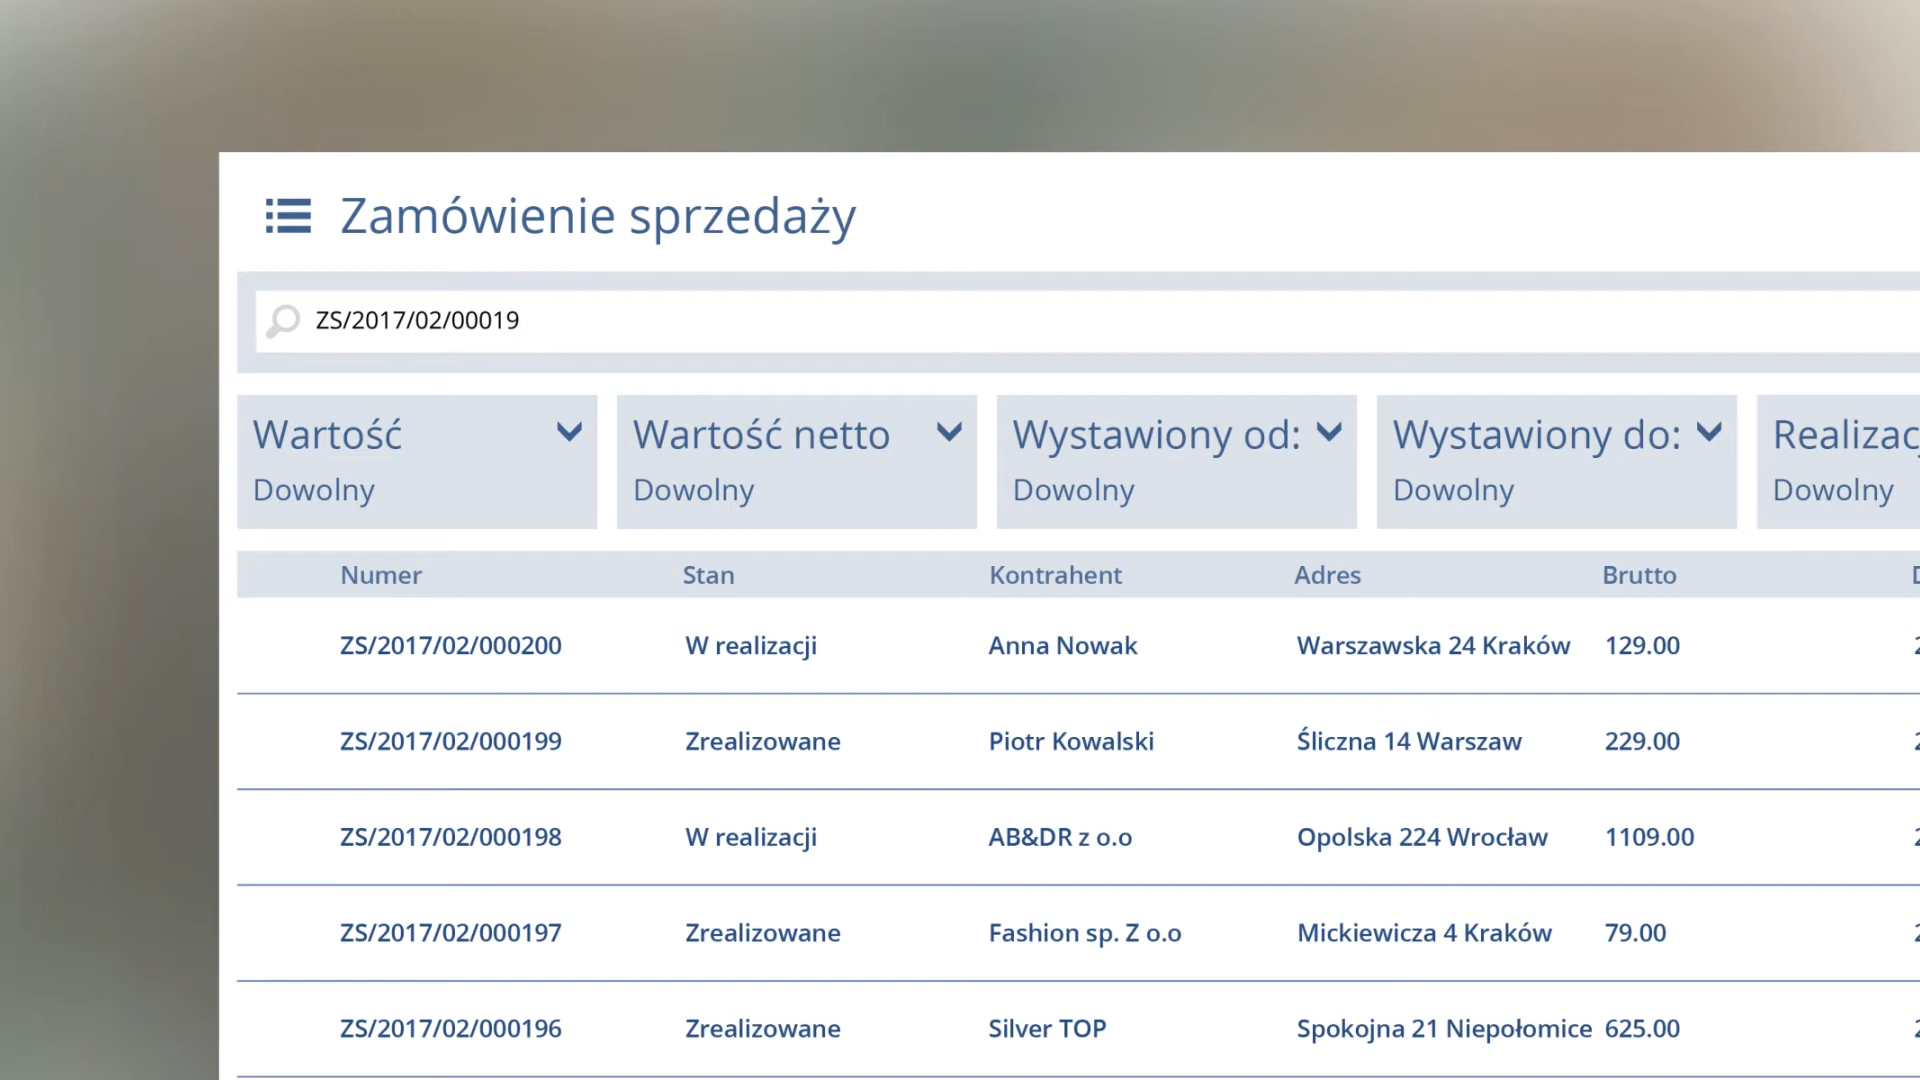 Zamówienie sprzedaży
ZS/2017/02/00019
Wartość Wartość netto Wystawiony od: Wystawiony do:
Dowolny Dowolny Dowolny Dowolny Dowolny
Numer Stan Kontrahent Adres Brutto
ZS/2017/02/000200 W realizacji Anna Nowak Warszawska 24 Kraków 129.00
ZS/2017/02/000199 Zrealizowane Piotr Kowalski Śliczna 14 Warszaw 229.00
ZS/2017/02/000198 W realizacji AB&DR z o.o Opolska 224 Wrocław 1109.00
ZS/2017/02/000197 Zrealizowane Fashion sp. Z o.o Mickiewicza 4 Kraków 79.00
ZS/2017/02/000196 Zrealizowane Silver TOP Spokojna 21 Niepołomice 625.00